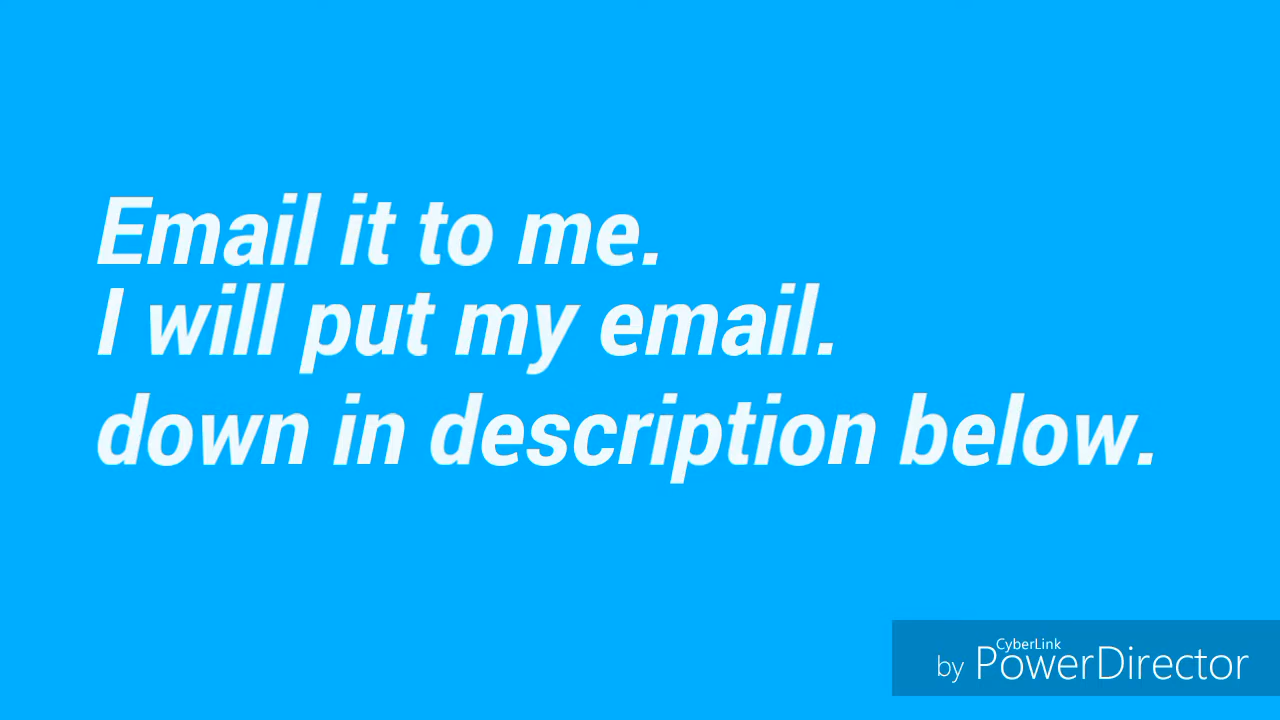 Email it to me.
I will put my email.
down in description below.
CyberLink
by PowerDirector